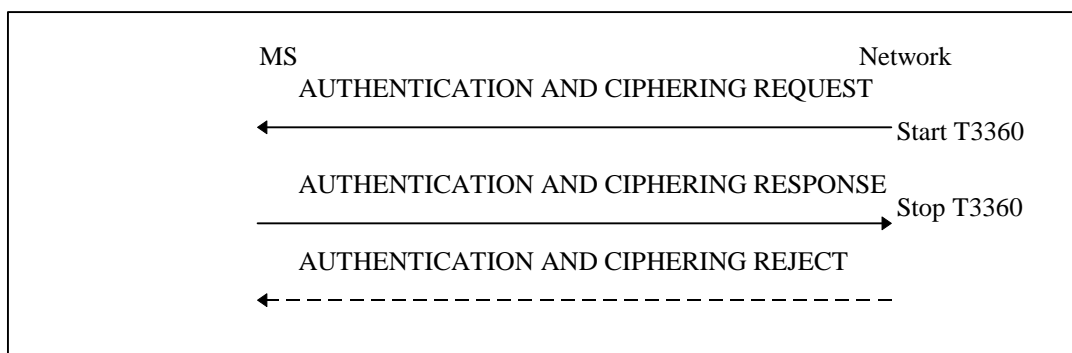 MS Network
AUTHENTICATION AND CIPHERING REQUEST
Start T3360
AUTHENTICATION AND CIPHERING RESPONSE
Stop T3360
AUTHENTICATION AND CIPHERING REJECT